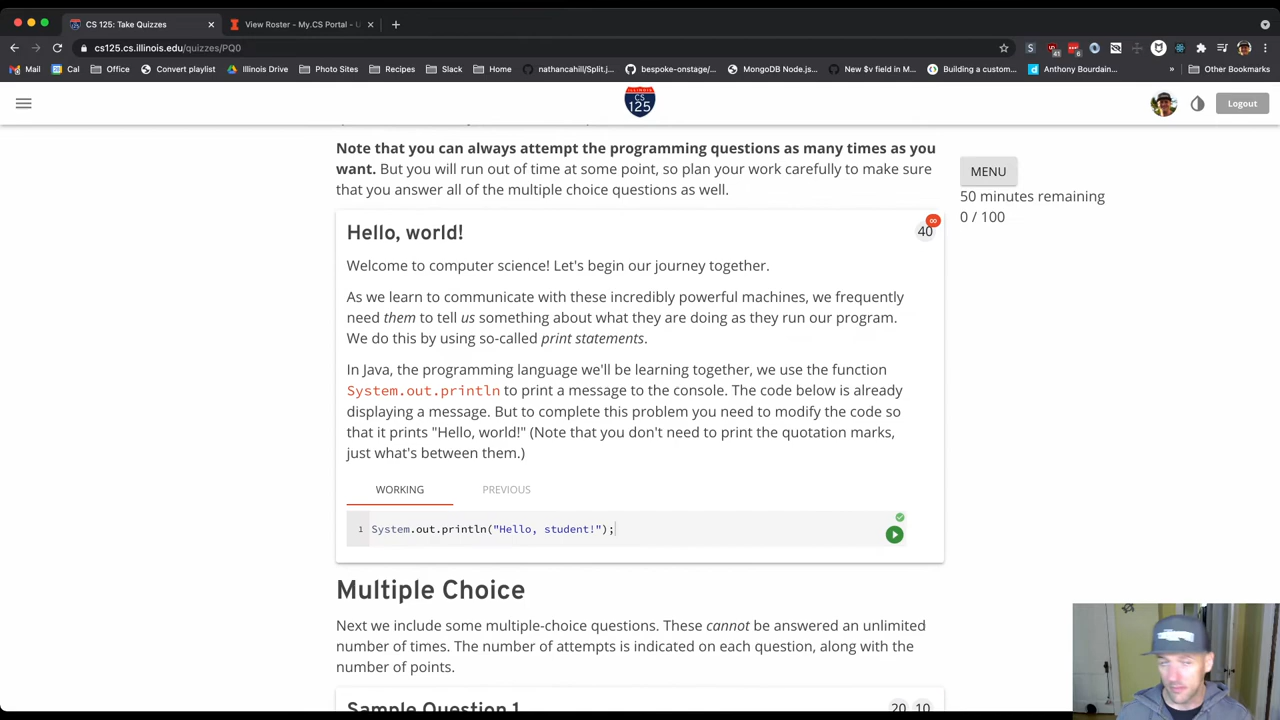 CS 125: Take Quizzes
View Roster - My.CS Portal - U
cs125.cs.illinois.edu/quizzes/PQ0
Mail
Cal
Office
Convert playlist
Illinois Drive
Photo Sites
Recipes
Slack
Home
nathancahill/Split.j...
bespoke-onstage/...
MongoDB Node.js...
New $v field in M...
Building a custom...
Anthony Bourdain...
»
Other Bookmarks
ILLINOIS
CS
125
Logout
Note that you can always attempt the programming questions as many times as you
want. But you will run out of time at some point, so plan your work carefully to make sure
that you answer all of the multiple choice questions as well.
MENU
50 minutes remaining
0 / 100
Hello, world!
∞
40
Welcome to computer science! Let's begin our journey together.
As we learn to communicate with these incredibly powerful machines, we frequently
need them to tell us something about what they are doing as they run our program.
We do this by using so-called print statements.
In Java, the programming language we'll be learning together, we use the function
System.out.println to print a message to the console. The code below is already
displaying a message. But to complete this problem you need to modify the code so
that it prints "Hello, world!" (Note that you don't need to print the quotation marks,
just what's between them.)
WORKING
PREVIOUS
1 System.out.println("Hello, student!");
Multiple Choice
Next we include some multiple-choice questions. These cannot be answered an unlimited
number of times. The number of attempts is indicated on each question, along with the
number of points.
Sample Question 1
20 10